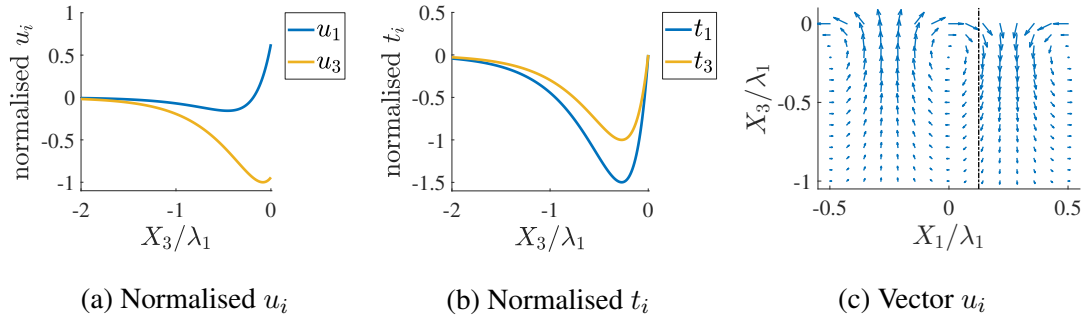 normalised u_i
1
0.5
0
-0.5
-1
-2
-1
0
X_3/λ_1
u_1
u_3
(a) Normalised u_i
normalised t_i
0
-0.5
-1
-1.5
-2
-1
0
X_3/λ_1
t_1
t_3
(b) Normalised t_i
X_3/λ_1
0
-0.5
-1
-0.5
0
0.5
X_1/λ_1
(c) Vector u_i